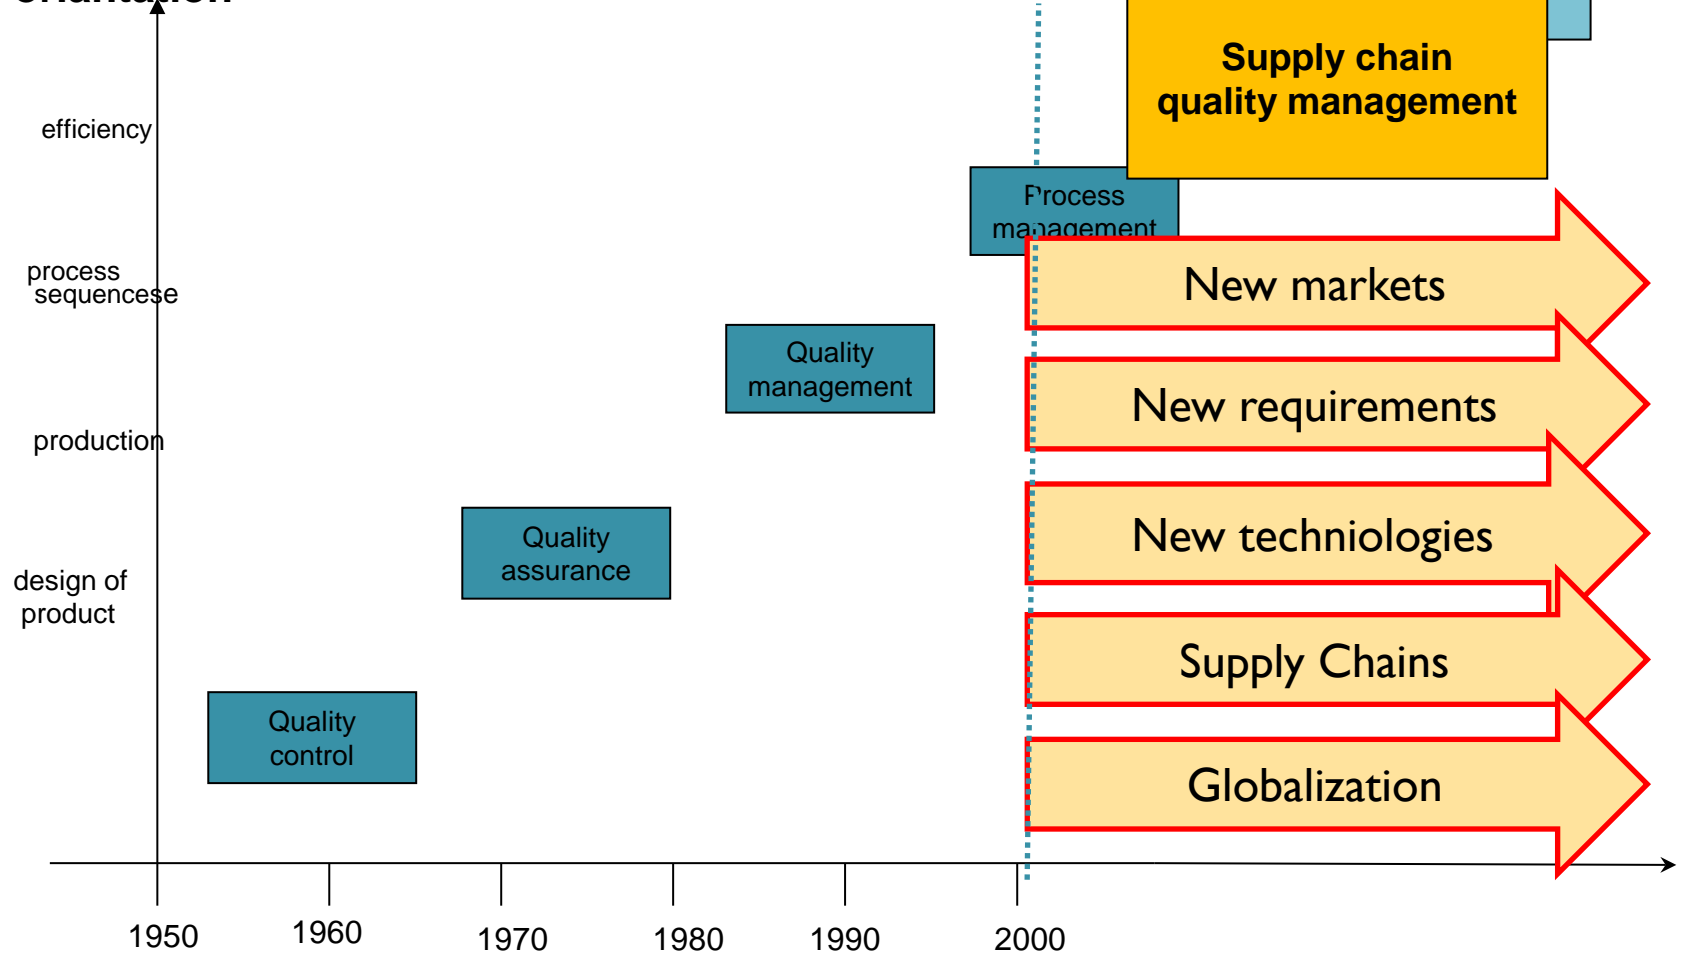 Supply chain
quality management
efficiency
Process
management
process
sequencese
New markets
Quality
management
New requirements
production
Quality
assurance
New techniologies
design of
product
Supply Chains
Quality
control
Globalization
1950
1960
1970
1980
1990
2000